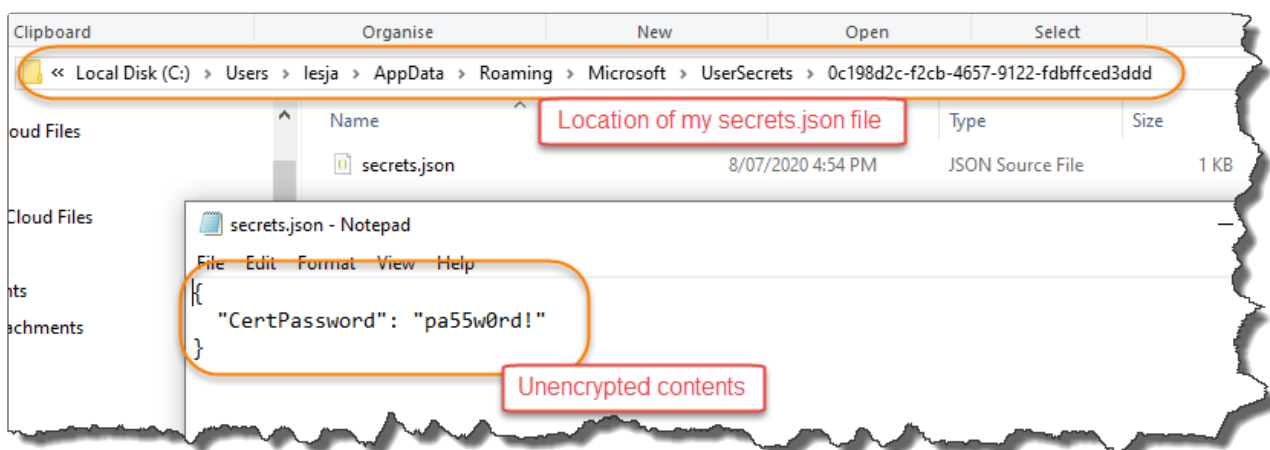 Clipboard Organise New Open Select
« Local Disk (C:) > Users > lesja > AppData > Roaming > Microsoft > UserSecrets > 0c198d2c-f2cb-4657-9122-fdbffced3ddd
oud Files Name Location of my secrets.json file Type Size
secrets.json 8/07/2020 4:54 PM JSON Source File 1 KB
Cloud Files
secrets.json - Notepad
File Edit Format View Help
nts
{
"CertPassword": "pa55w0rd!"
achments
}
Unencrypted contents